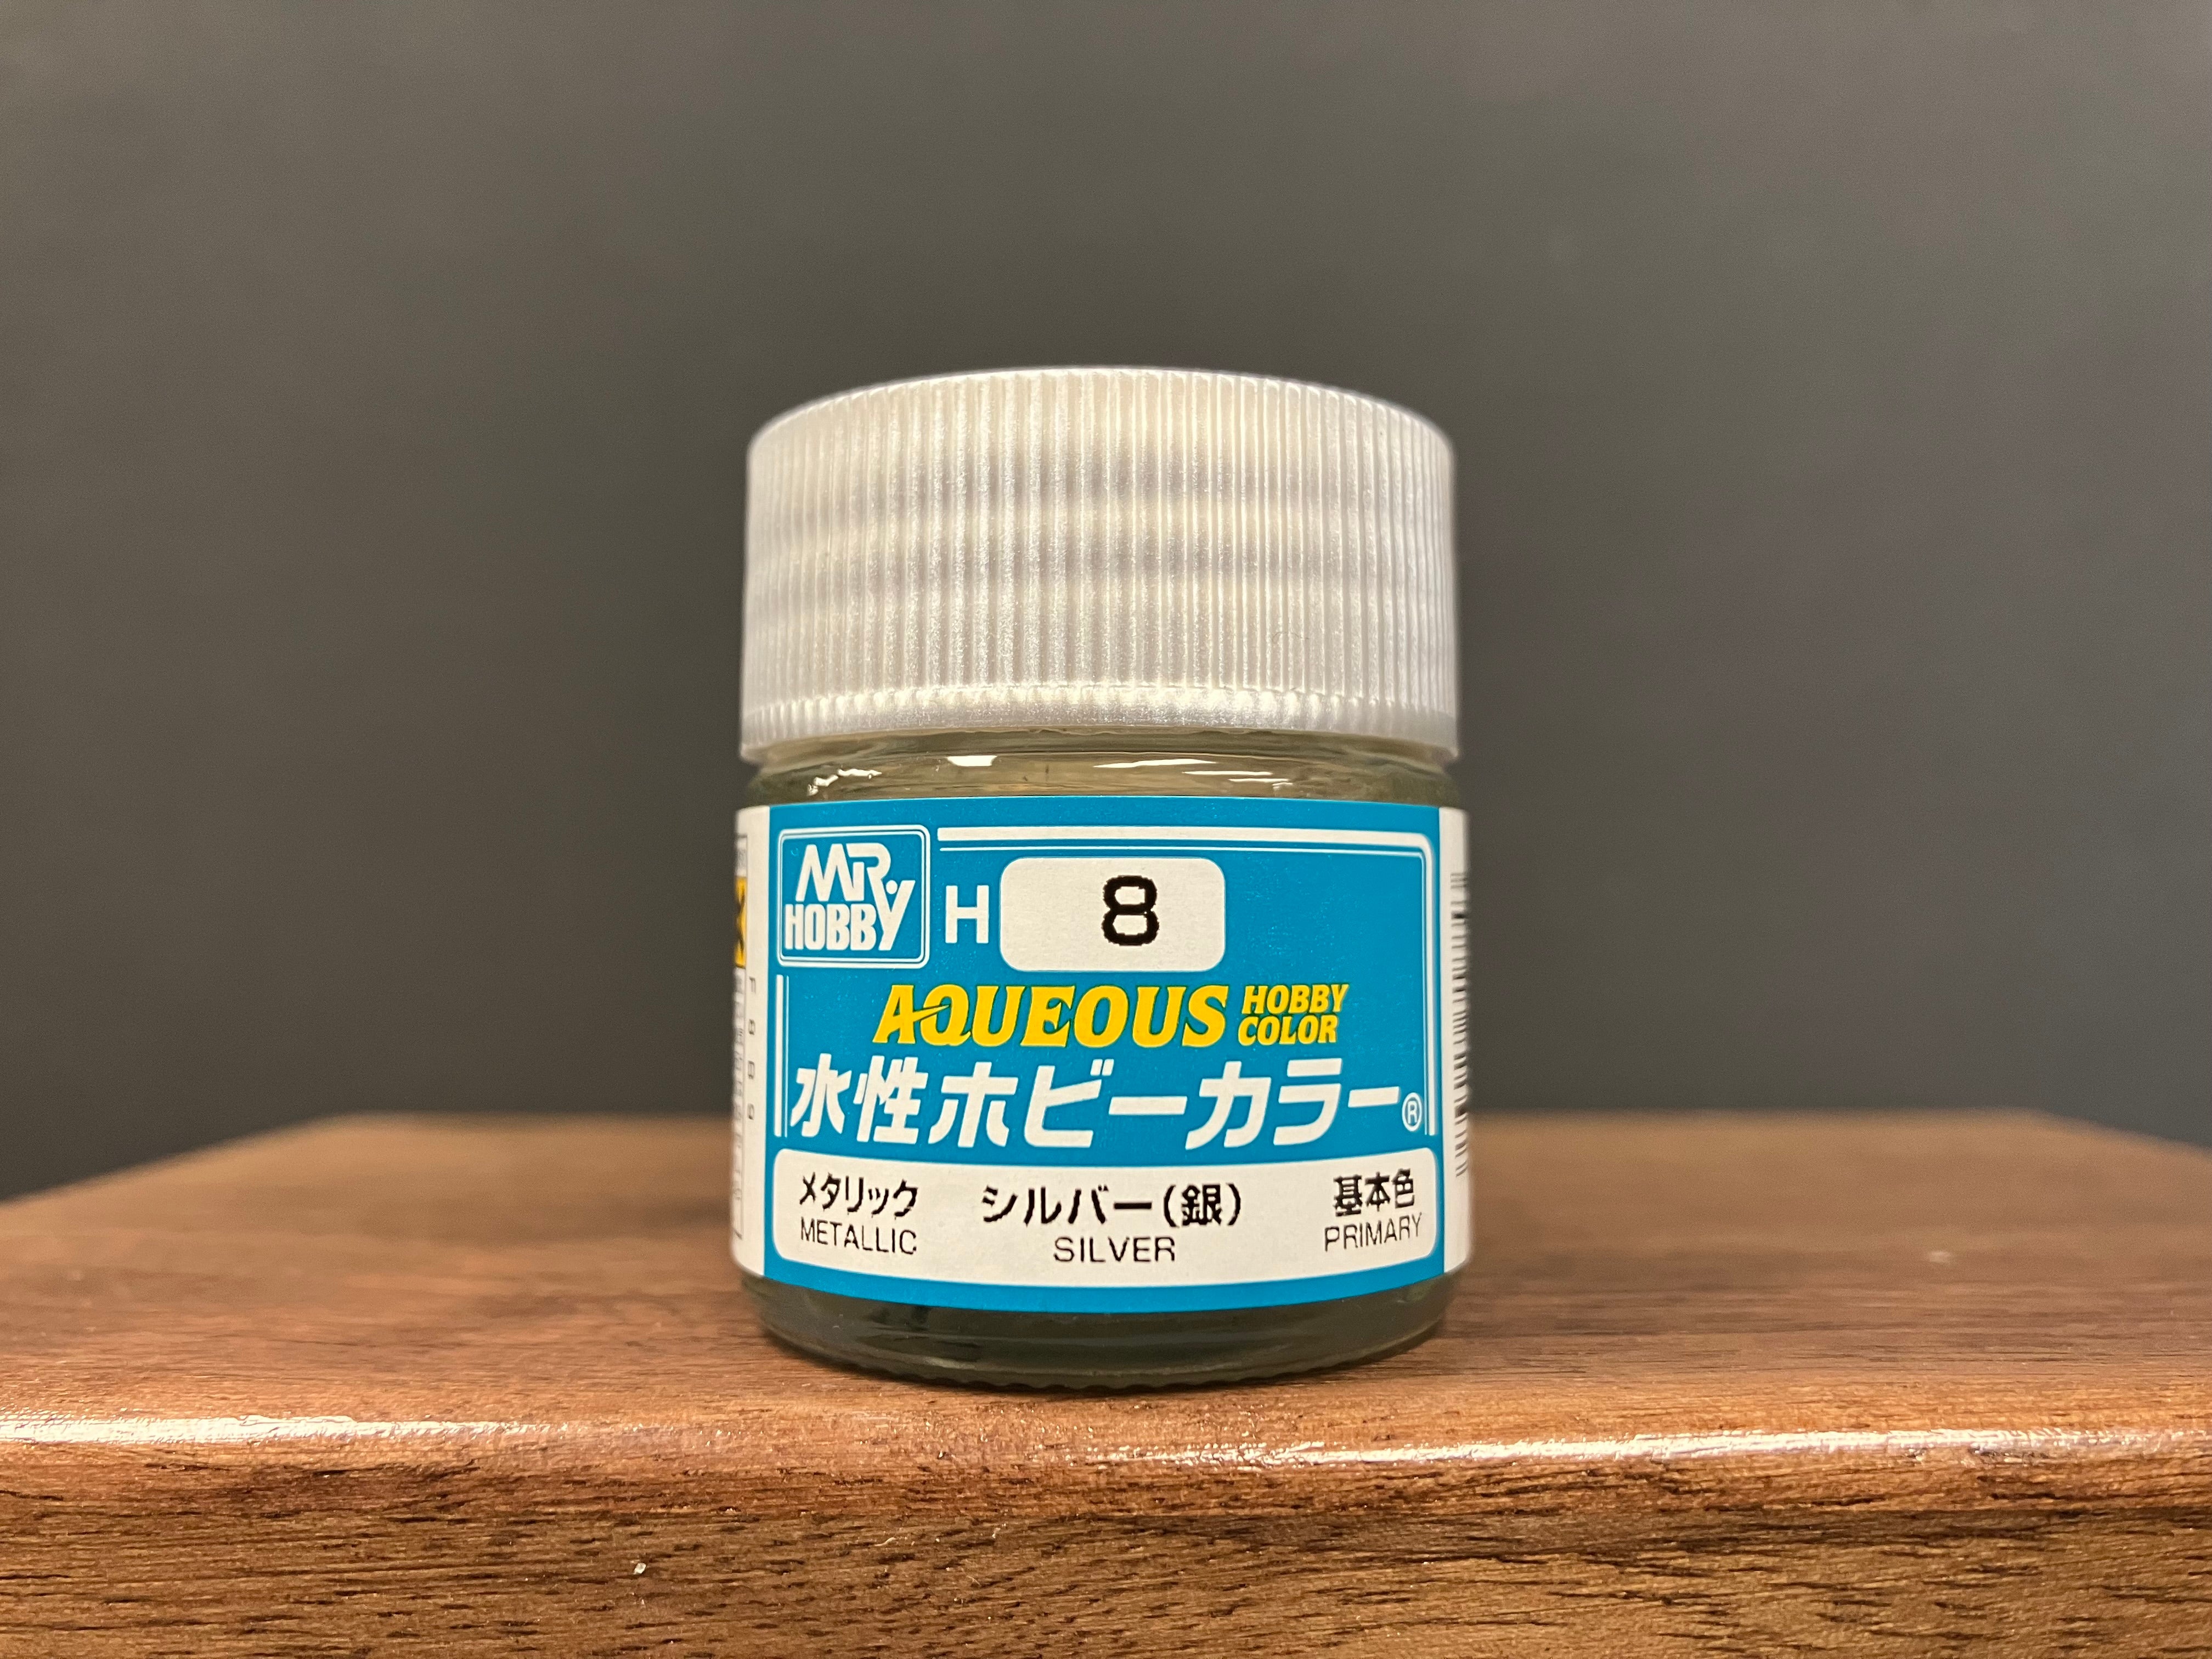 MR. HOBBY
H 8
AQUEOUS HOBBY COLOR
水性ホビーカラー®
メタリック シルバー(銀) 基本色
METALLIC SILVER PRIMARY